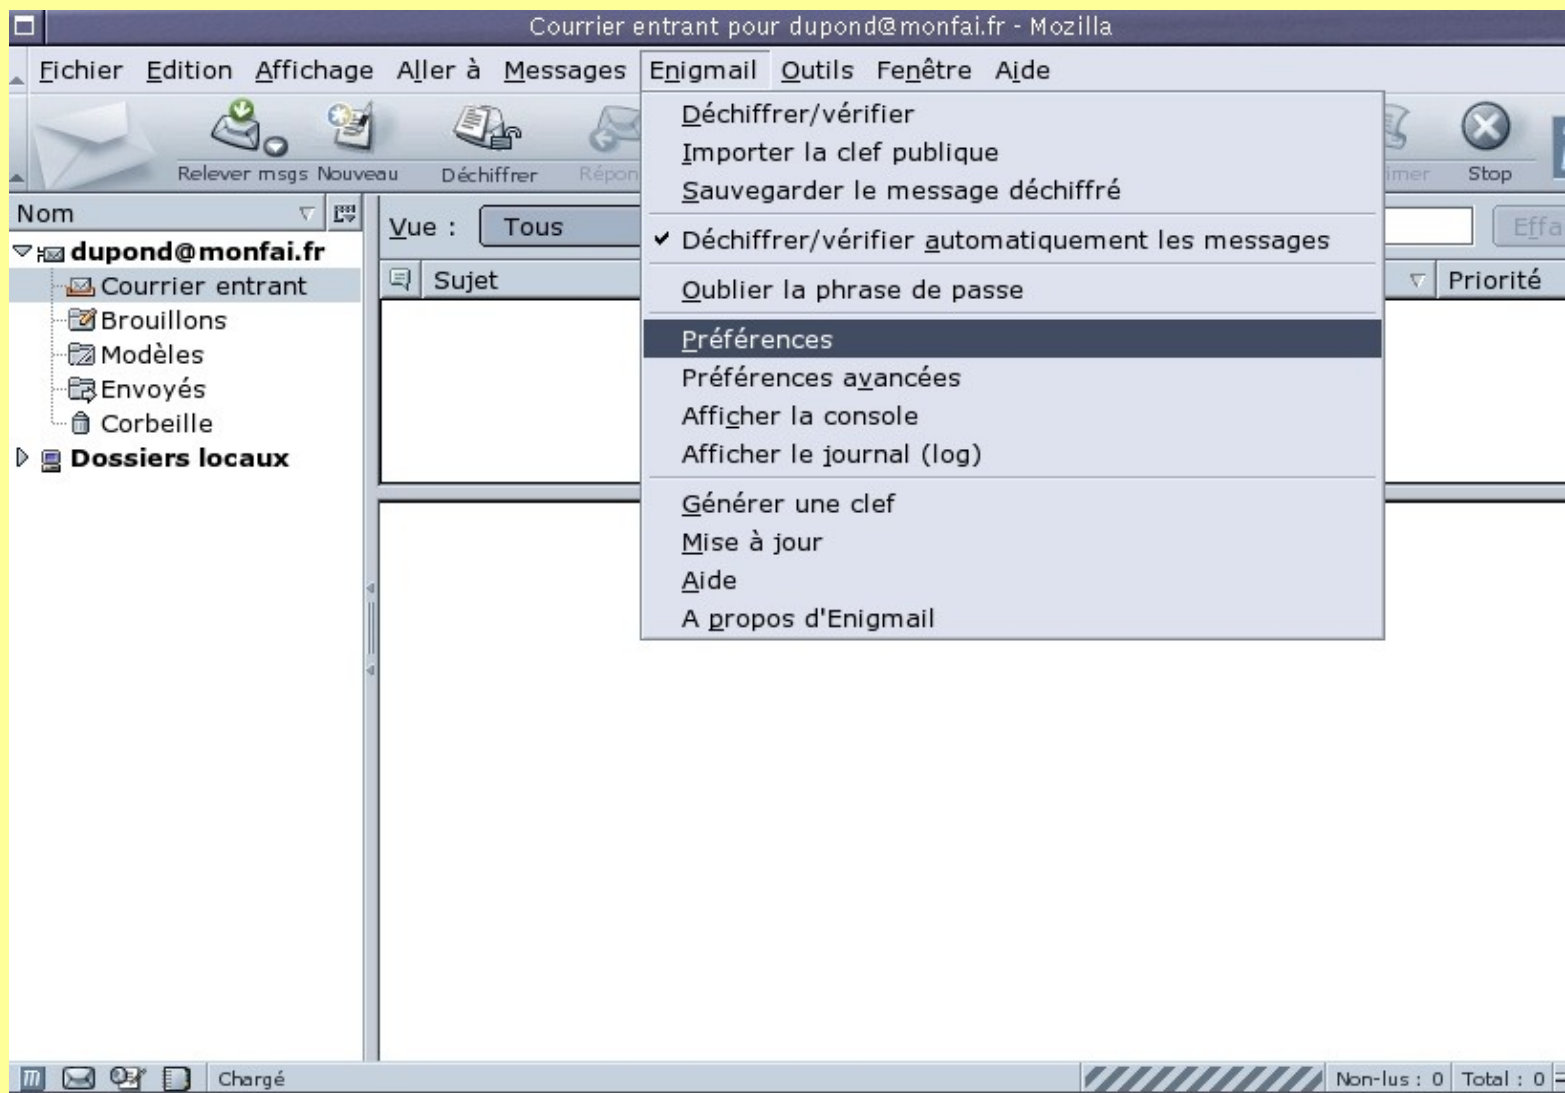 Courrier entrant pour dupond@monfai.fr - Mozilla
Fichier Edition Affichage Aller à Messages Enigmail Outils Fenêtre Aide
Relever msgs Nouveau Déchiffrer Répon imer Stop
Nom
Vue : Tous Effa
dupond@monfai.fr
Courrier entrant
Brouillons
Modèles
Envoyés
Corbeille
Dossiers locaux
Sujet Priorité
Déchiffrer/vérifier
Importer la clef publique
Sauvegarder le message déchiffré
Déchiffrer/vérifier automatiquement les messages
Oublier la phrase de passe
Préférences
Préférences avancées
Afficher la console
Afficher le journal (log)
Générer une clef
Mise à jour
Aide
A propos d'Enigmail
Chargé Non-lus : 0 Total : 0